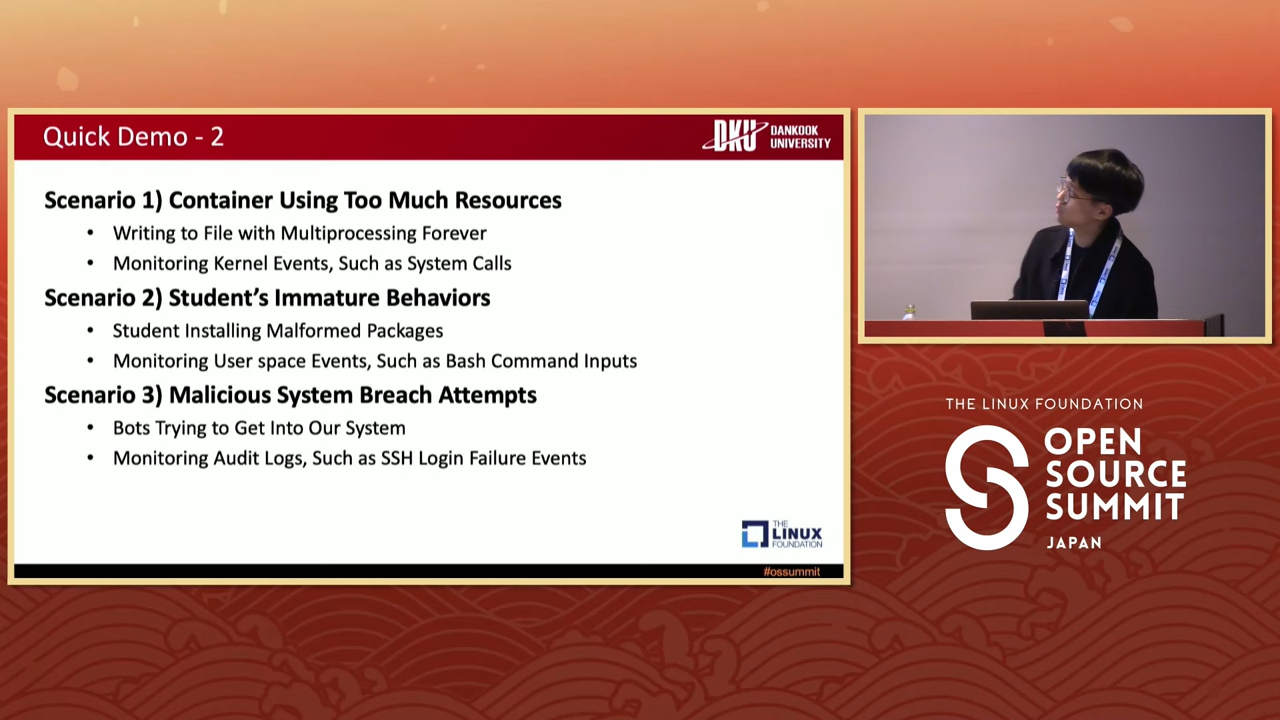 Quick Demo - 2
DKU DANKOOK UNIVERSITY
Scenario 1) Container Using Too Much Resources
• Writing to File with Multiprocessing Forever
• Monitoring Kernel Events, Such as System Calls
Scenario 2) Student’s Immature Behaviors
• Student Installing Malformed Packages
• Monitoring User space Events, Such as Bash Command Inputs
Scenario 3) Malicious System Breach Attempts
• Bots Trying to Get Into Our System
• Monitoring Audit Logs, Such as SSH Login Failure Events
THE
LINUX
FOUNDATION
#ossummit
THE LINUX FOUNDATION
OPEN
SOURCE
SUMMIT
JAPAN